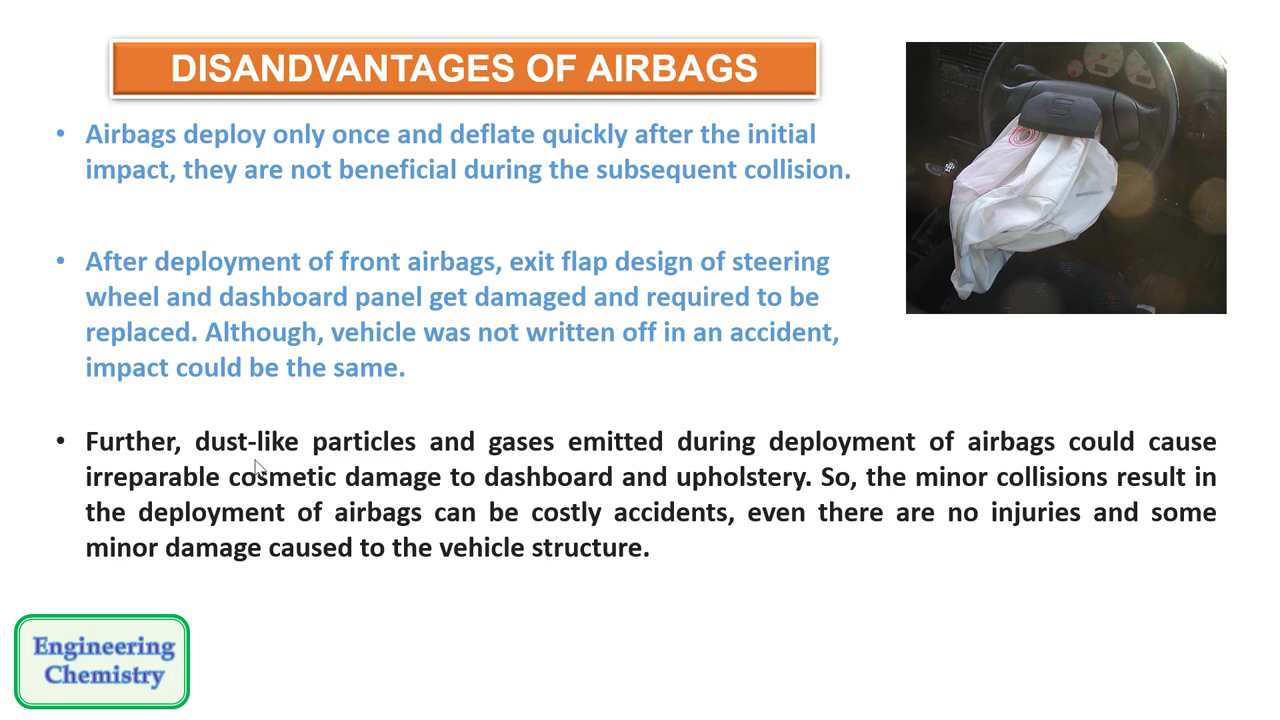 DISANDVANTAGES OF AIRBAGS
• Airbags deploy only once and deflate quickly after the initial
impact, they are not beneficial during the subsequent collision.
• After deployment of front airbags, exit flap design of steering
wheel and dashboard panel get damaged and required to be
replaced. Although, vehicle was not written off in an accident,
impact could be the same.
• Further, dust-like particles and gases emitted during deployment of airbags could cause
irreparable cosmetic damage to dashboard and upholstery. So, the minor collisions result in
the deployment of airbags can be costly accidents, even there are no injuries and some
minor damage caused to the vehicle structure.
Engineering
Chemistry